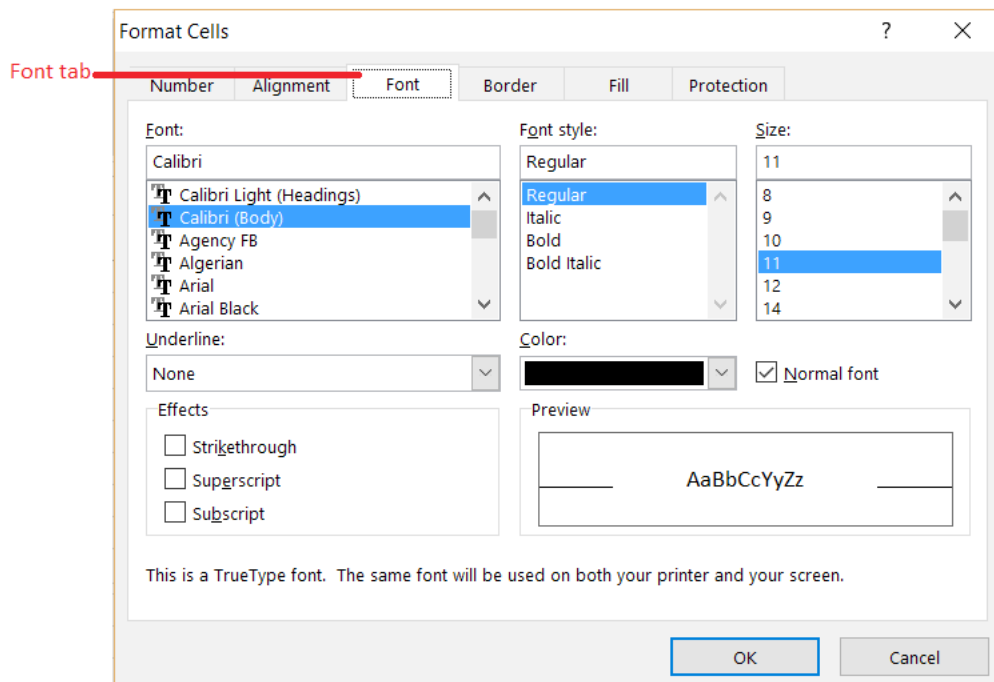 Format Cells ? ✕
Font tab
Number Alignment Font Border Fill Protection
Font: Font style: Size:
Calibri Regular 11
Calibri Light (Headings) Regular 8
Calibri (Body) Italic 9
Agency FB Bold 10
Algerian Bold Italic 11
Arial 12
Arial Black 14
Underline: Color:
None Normal font
Effects Preview
Strikethrough
Superscript AaBbCcYyZz
Subscript
This is a TrueType font. The same font will be used on both your printer and your screen.
OK Cancel